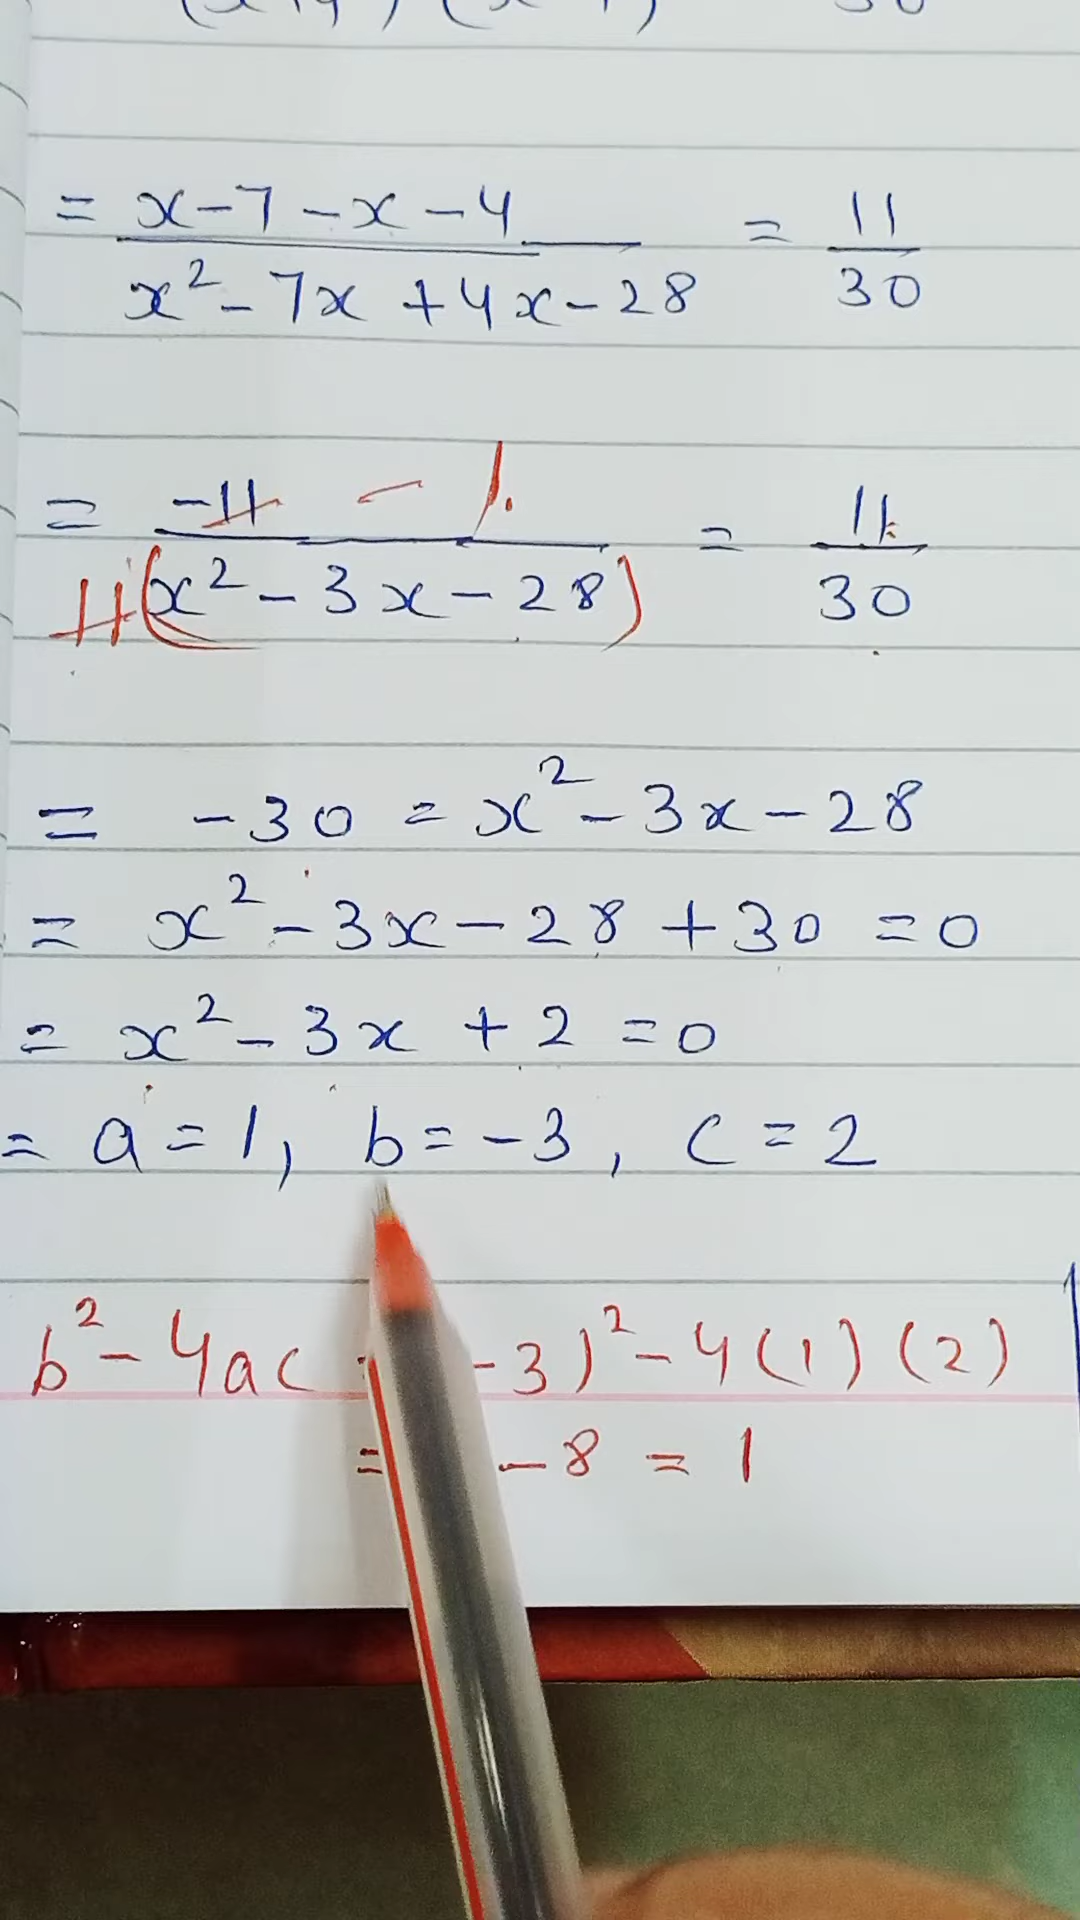 = x-7-x-4 / x²-7x+4x-28 = 11/30
= -11 - 1 / 11(x²-3x-28) = 11/30
= -30 = x²-3x-28
= x²-3x-28+30=0
= x²-3x+2=0
= a=1, b=-3, c=2
b²-4ac -3)²-4(1)(2)
= -8 = 1